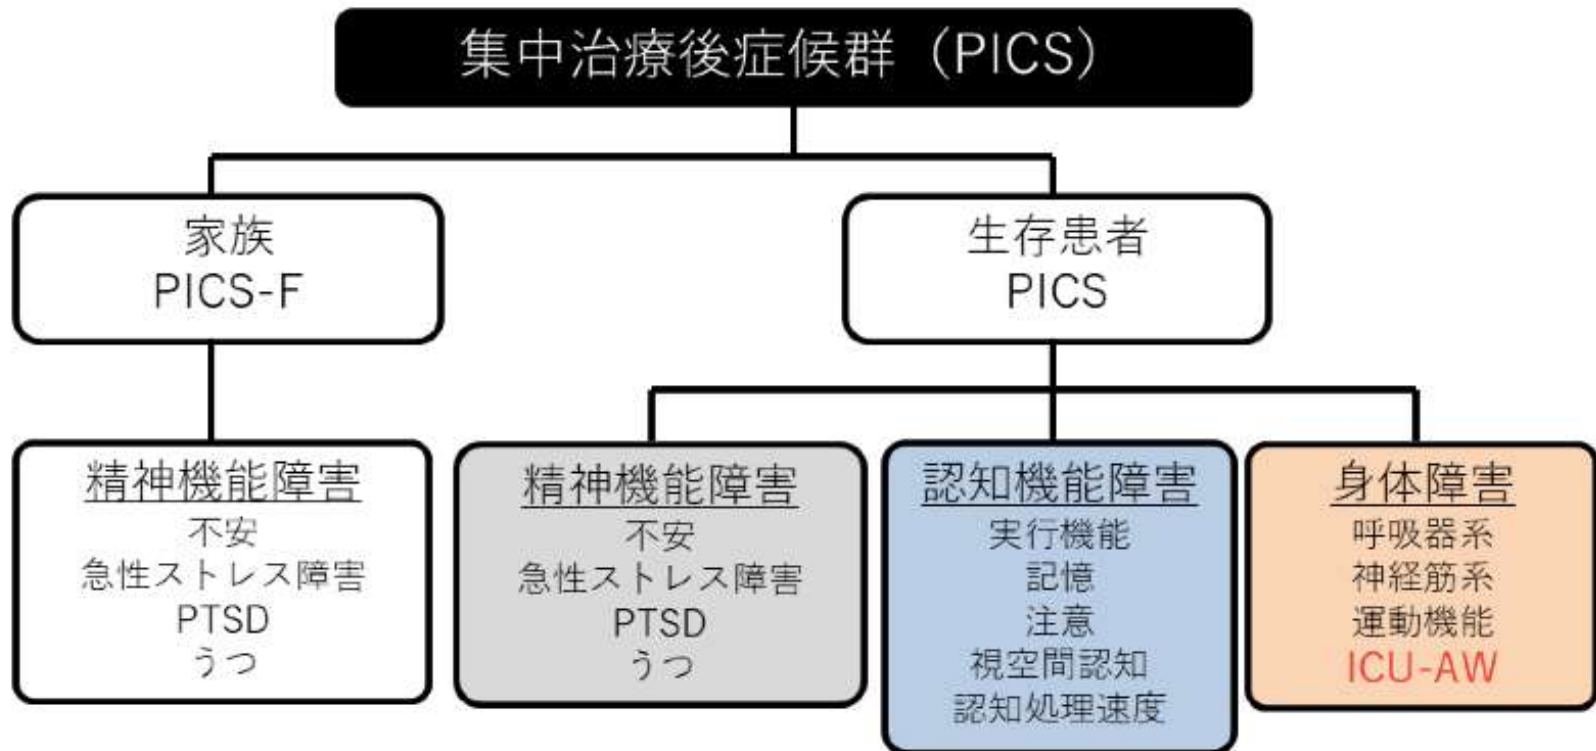 集中治療後症候群（PICS）
家族
PICS-F
生存患者
PICS
精神機能障害
不安
急性ストレス障害
PTSD
うつ
精神機能障害
不安
急性ストレス障害
PTSD
うつ
認知機能障害
実行機能
記憶
注意
視空間認知
認知処理速度
身体障害
呼吸器系
神経筋系
運動機能
ICU-AW